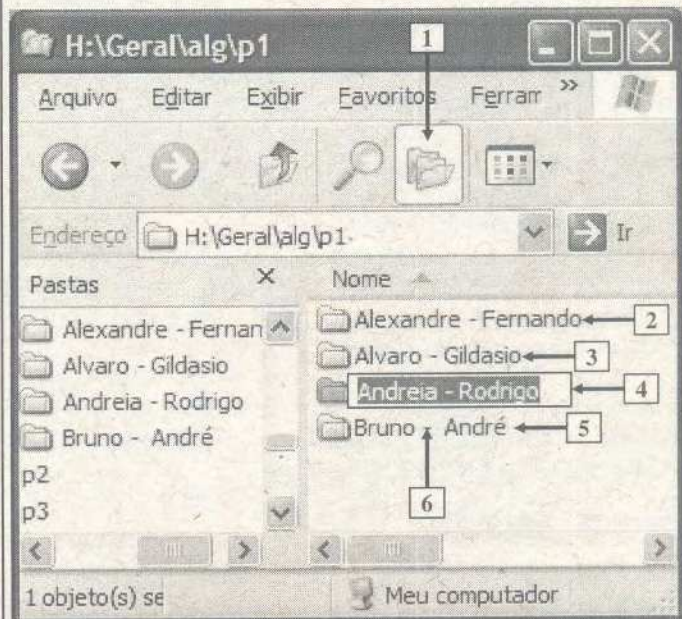 H:\Geral\alg\p1
1
Arquivo Editar Exibir Favoritos Ferram »
Endereço H:\Geral\alg\p1 Ir
Pastas × Nome
Alexandre - Fernan
Alvaro - Gildasio
Andreia - Rodrigo
Bruno - André
p2
p3
Alexandre - Fernando 2
Alvaro - Gildasio 3
Andreia - Rodrigo 4
Bruno - André 5
6
1 objeto(s) se Meu computador